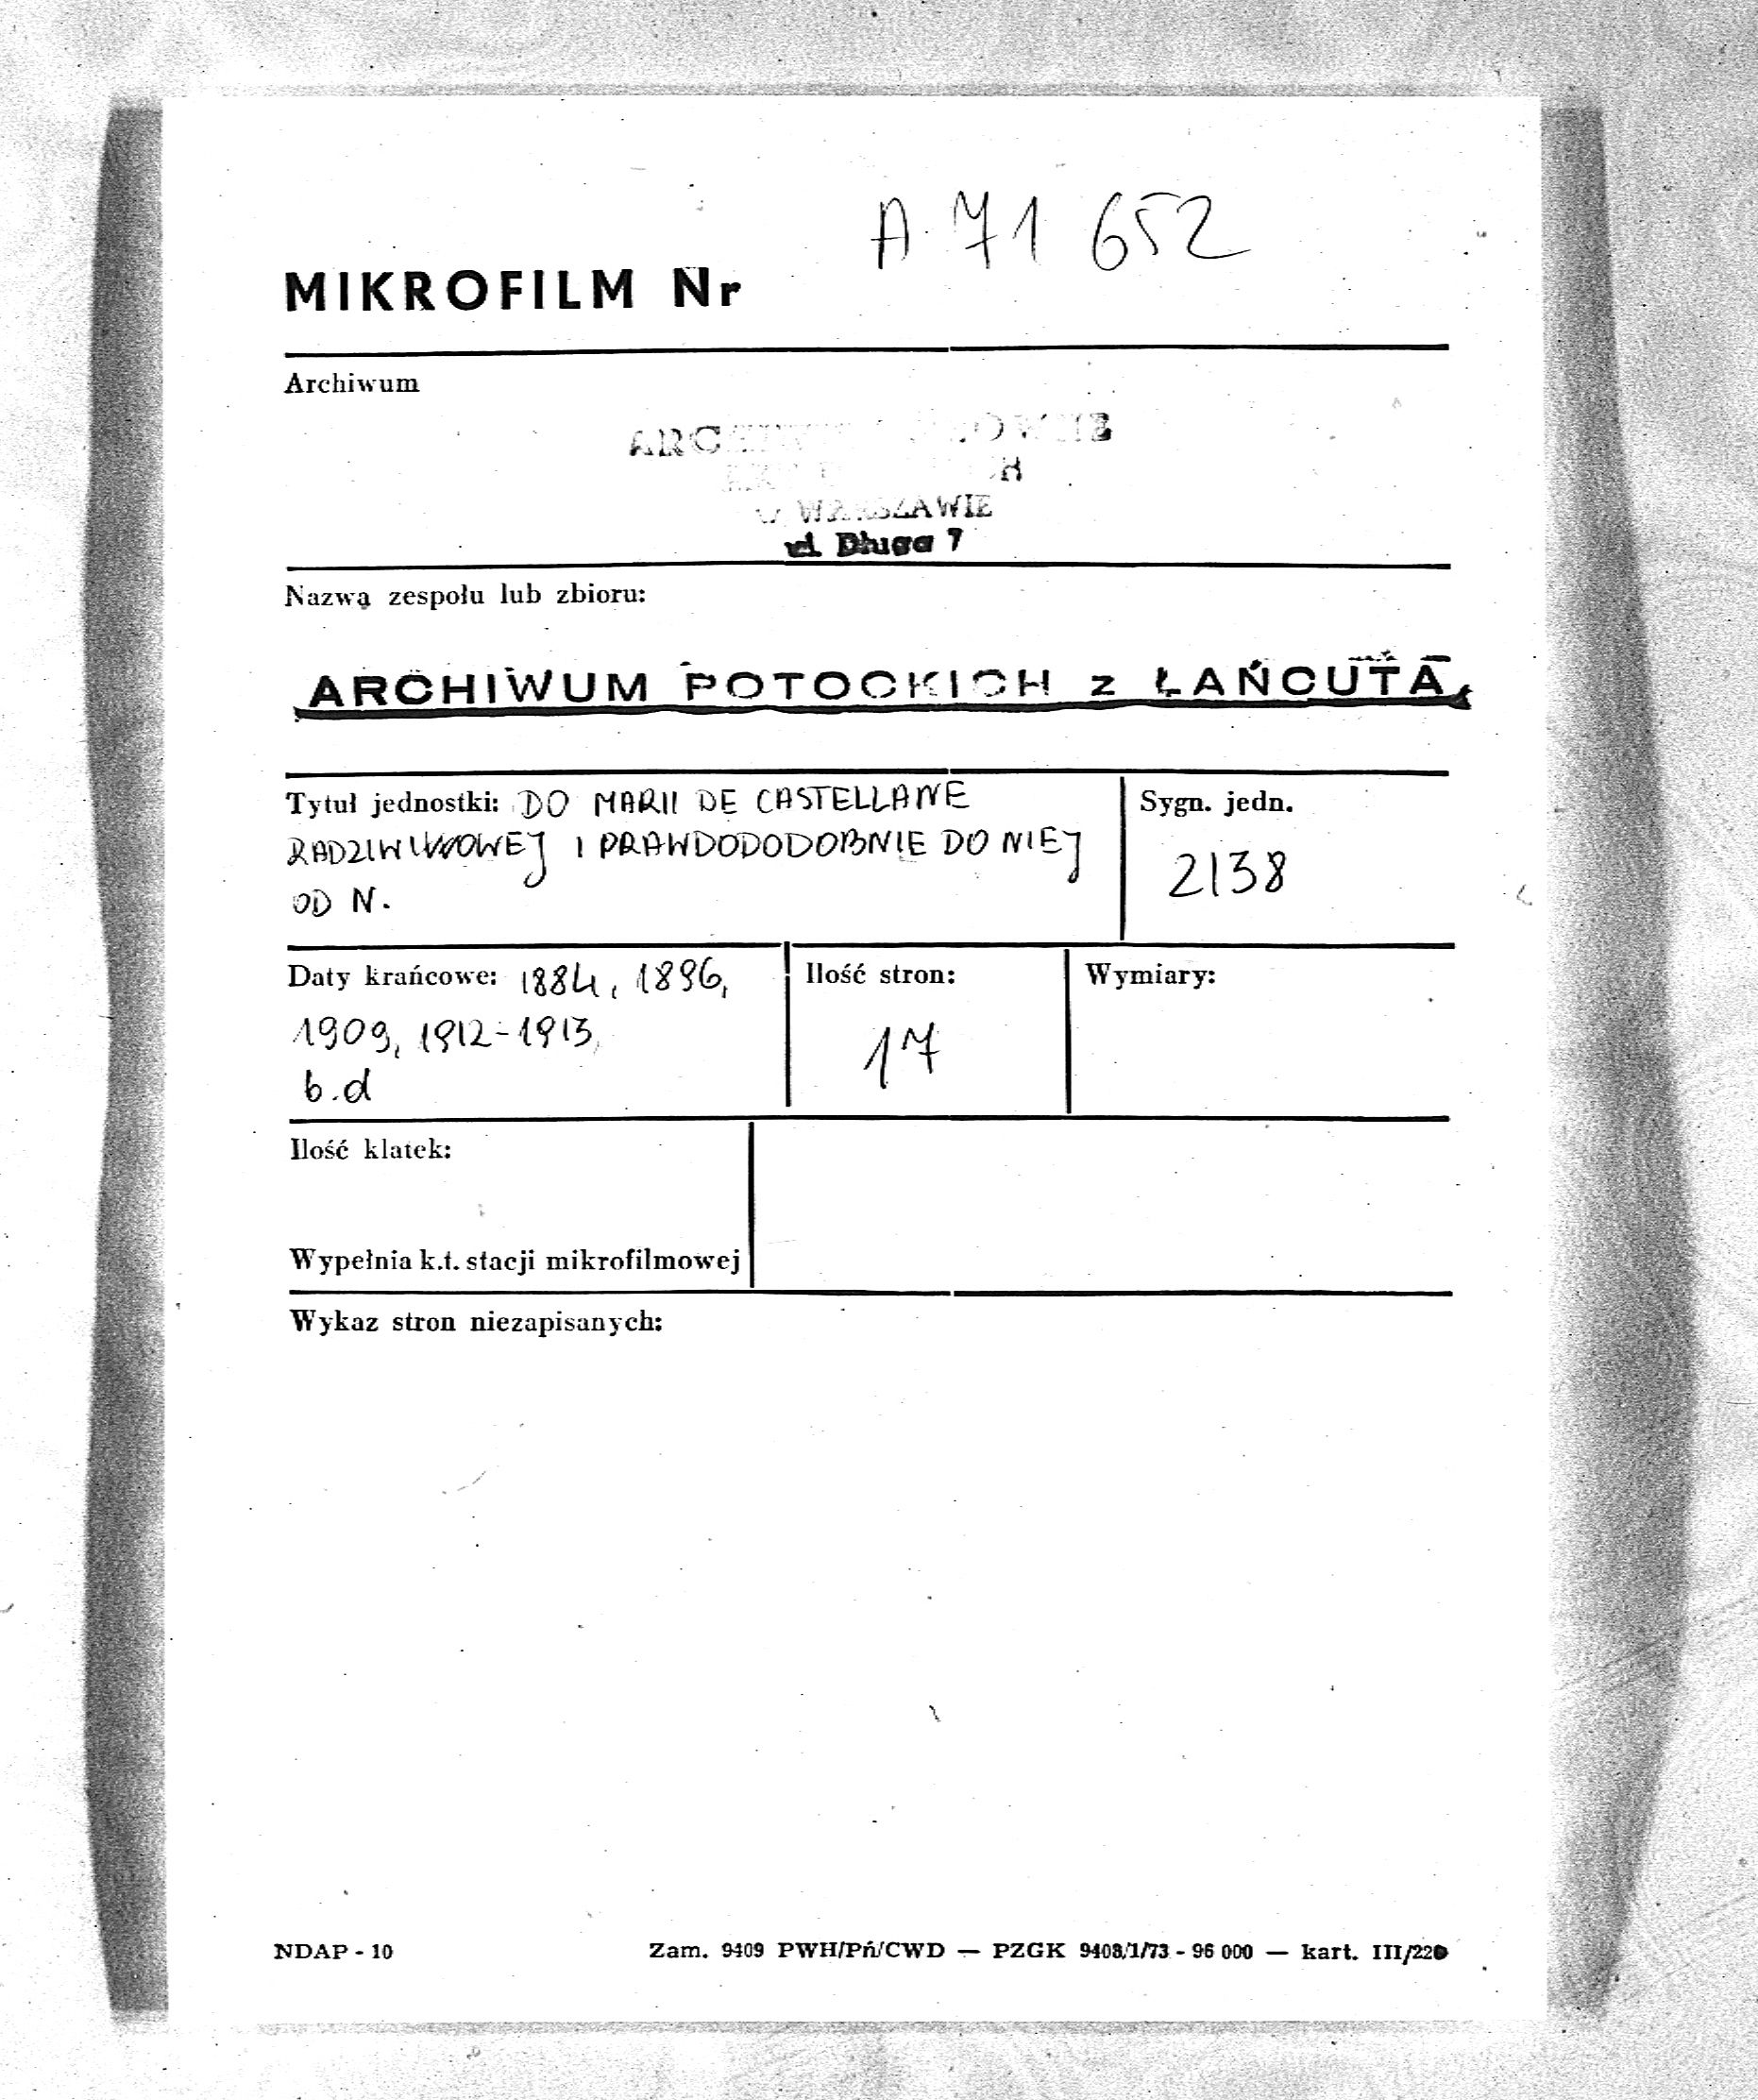 A 71 652
MIKROFILM Nr
Archiwum
WARSZAWIE
ul. Długa 7
Nazwa zespołu lub zbioru:
ARCHIWUM POTOCKICH z ŁAŃCUTA
Tytuł jednostki: DO MARII DE CASTELLANE
RADZIWIŁŁOWEJ I PRAWDODODOBNIE DO NIEJ
OD N.
Sygn. jedn.
2138
Daty krańcowe: 1884, 1896,
1909, 1912-1913,
b.d
Ilość stron:
17
Wymiary:
Ilość klatek:
Wypełnia k.t. stacji mikrofilmowej
Wykaz stron niezapisanych:
NDAP - 10
Zam. 9409 PWH/Pń/CWD — PZGK 9408/1/73 - 96 000 — kart. III/220